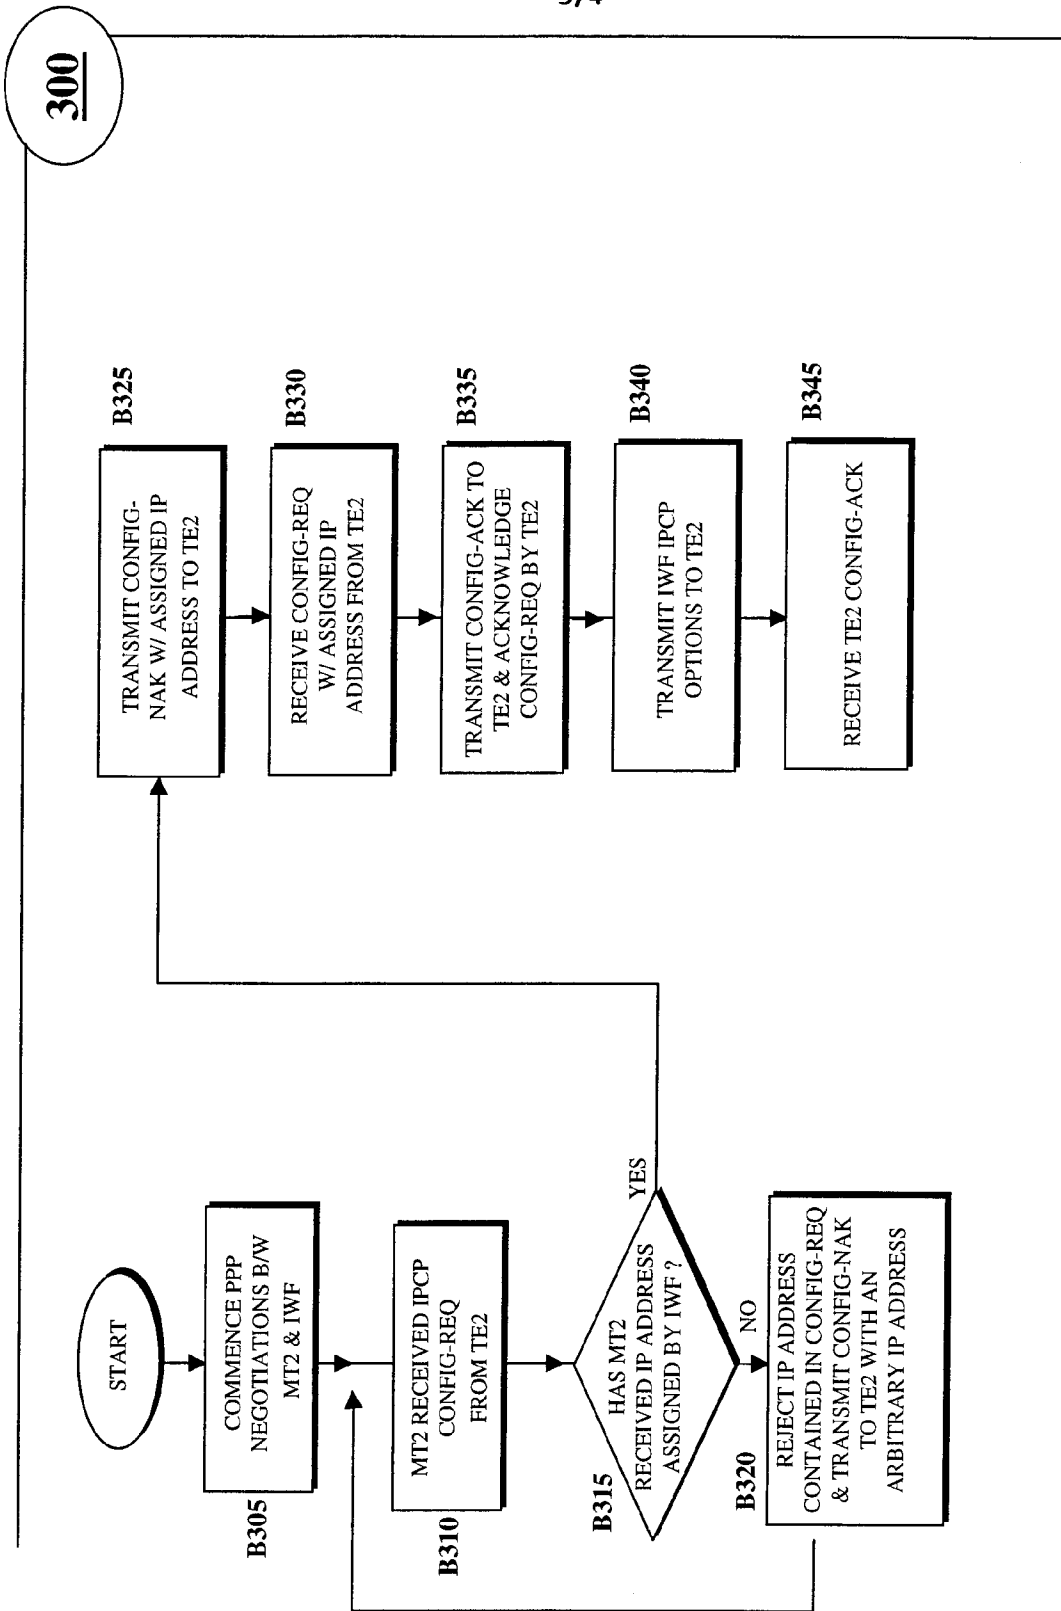 300
START
COMMENCE PPP
NEGOTIATIONS B/W
MT2 & IWF
B305
MT2 RECEIVED IPCP
CONFIG-REQ
FROM TE2
B310
HAS MT2
RECEIVED IP ADDRESS
ASSIGNED BY IWF ?
B315
YES
NO
REJECT IP ADDRESS
CONTAINED IN CONFIG-REQ
& TRANSMIT CONFIG-NAK
TO TE2 WITH AN
ARBITRARY IP ADDRESS
B320
TRANSMIT CONFIG-
NAK W/ ASSIGNED IP
ADDRESS TO TE2
B325
RECEIVE CONFIG-REQ
W/ ASSIGNED IP
ADDRESS FROM TE2
B330
TRANSMIT CONFIG-ACK TO
TE2 & ACKNOWLEDGE
CONFIG-REQ BY TE2
B335
TRANSMIT IWF IPCP
OPTIONS TO TE2
B340
RECEIVE TE2 CONFIG-ACK
B345